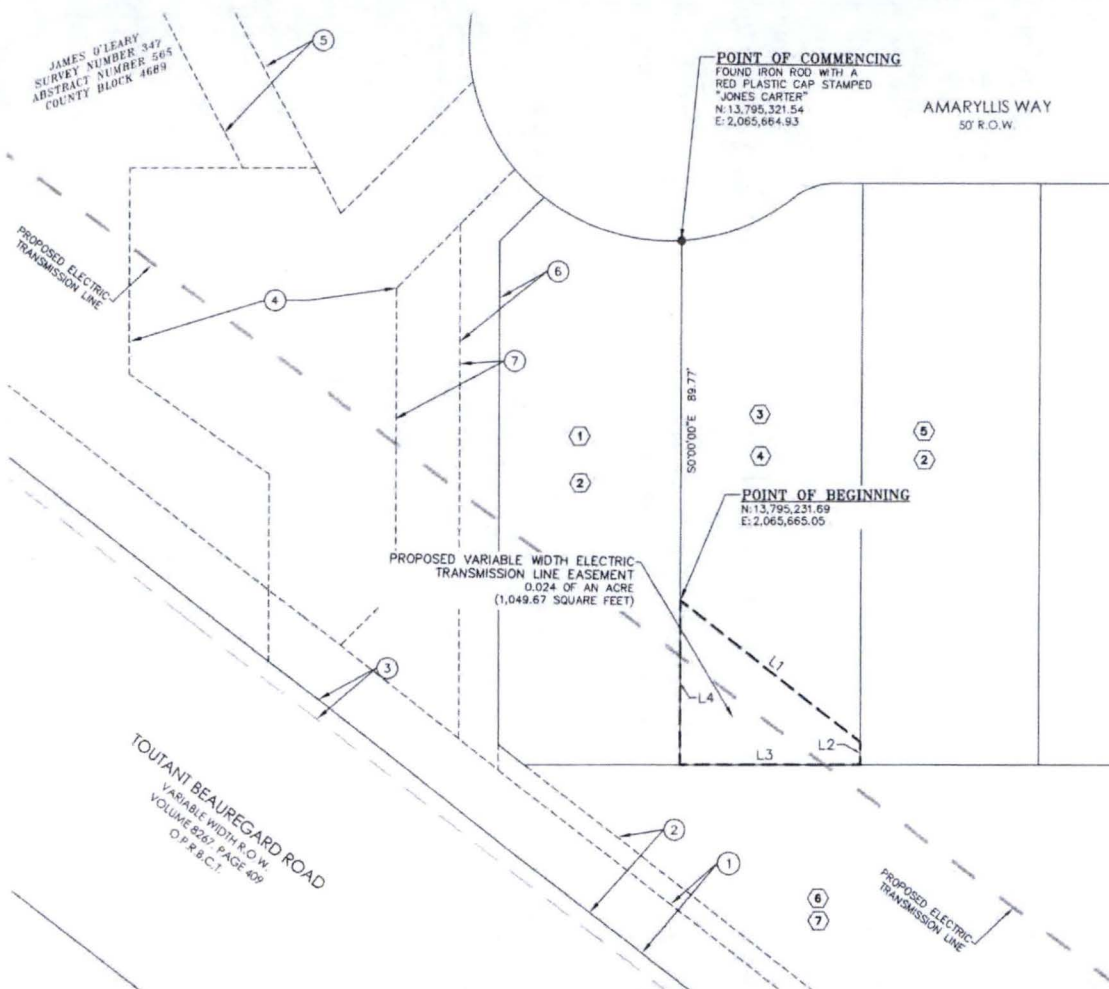 JAMES O'LEARY
SURVEY NUMBER 347
ABSTRACT NUMBER 565
COUNTY BLOCK 4689
5
POINT OF COMMENCING
FOUND IRON ROD WITH A
RED PLASTIC CAP STAMPED
"JONES CARTER"
N: 13,795,321.54
E: 2,065,664.93
AMARYLLIS WAY
50' R.O.W.
PROPOSED ELECTRIC
TRANSMISSION LINE
4
6
7
S0°00'00"E 89.77'
1
2
3
4
5
2
POINT OF BEGINNING
N: 13,795,231.69
E: 2,065,665.05
PROPOSED VARIABLE WIDTH ELECTRIC
TRANSMISSION LINE EASEMENT
0.024 OF AN ACRE
(1,049.67 SQUARE FEET)
L1
L4
L2
L3
3
TOUTANT BEAUREGARD ROAD
VARIABLE WIDTH R.O.W.
VOLUME 8267, PAGE 409
O.P.R.B.C.T.
2
1
6
7
PROPOSED ELECTRIC
TRANSMISSION LINE